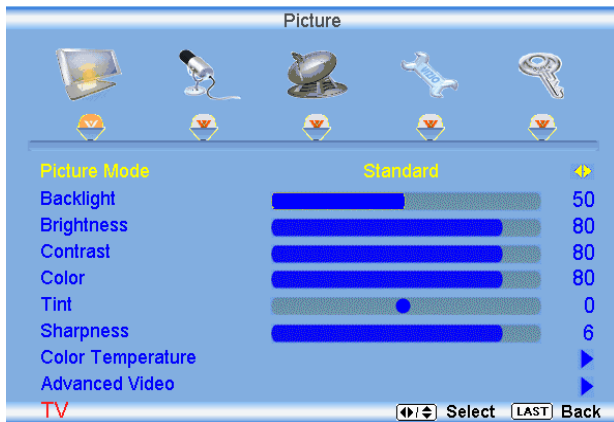 Picture
VIZIO
Picture Mode Standard
Backlight 50
Brightness 80
Contrast 80
Color 80
Tint 0
Sharpness 6
Color Temperature
Advanced Video
TV Select LAST Back